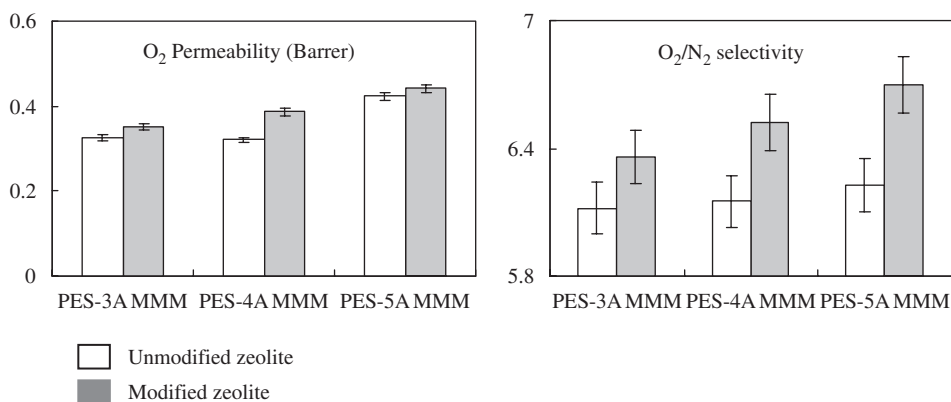 0.6
O₂ Permeability (Barrer)
0.4
0.2
0
PES-3A MMM PES-4A MMM PES-5A MMM
7
O₂/N₂ selectivity
6.4
5.8
PES-3A MMM PES-4A MMM PES-5A MMM
Unmodified zeolite
Modified zeolite